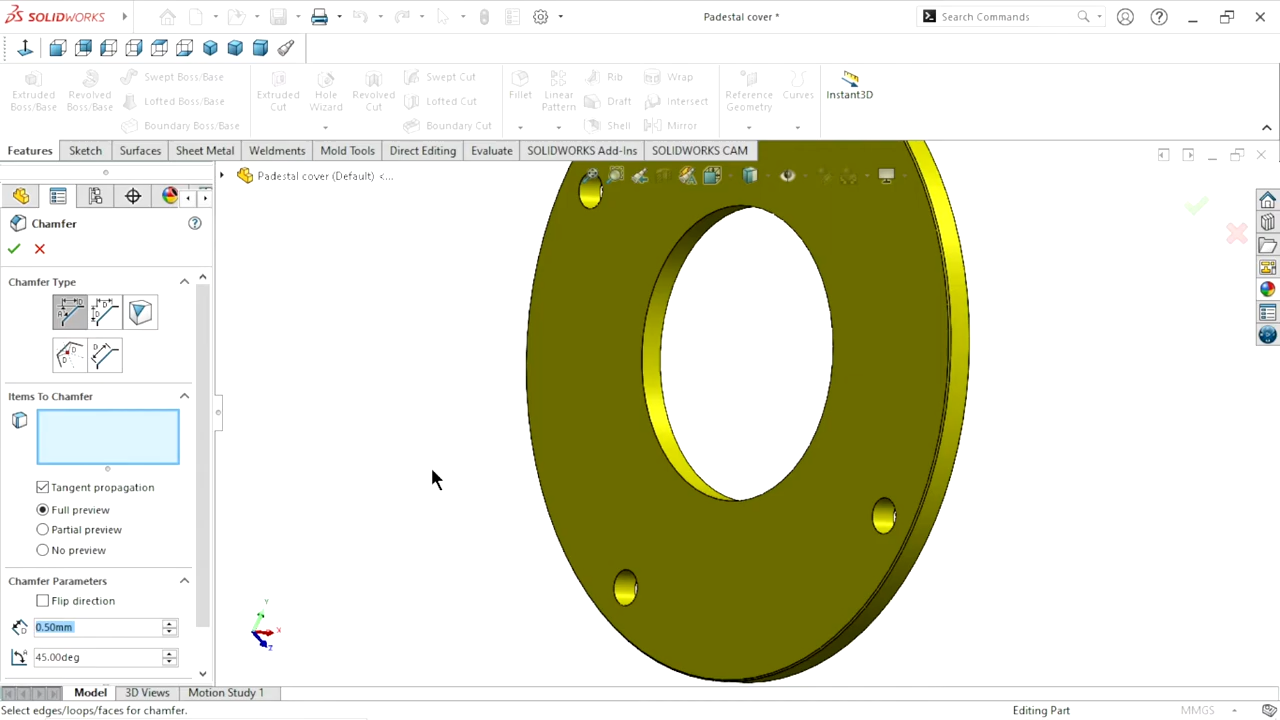 SOLIDWORKS
Padestal cover *
Search Commands
Extruded Boss/Base
Revolved Boss/Base
Swept Boss/Base
Lofted Boss/Base
Boundary Boss/Base
Extruded Cut
Hole Wizard
Revolved Cut
Swept Cut
Lofted Cut
Boundary Cut
Fillet
Linear Pattern
Rib
Draft
Shell
Wrap
Intersect
Mirror
Reference Geometry
Curves
Instant3D
Features Sketch Surfaces Sheet Metal Weldments Mold Tools Direct Editing Evaluate SOLIDWORKS Add-Ins SOLIDWORKS CAM
Padestal cover (Default) <...
Chamfer
Chamfer Type
Items To Chamfer
Tangent propagation
Full preview
Partial preview
No preview
Chamfer Parameters
Flip direction
0.50mm
45.00deg
Y
X
Z
Model 3D Views Motion Study 1
Select edges/loops/faces for chamfer.
Editing Part
MMGS